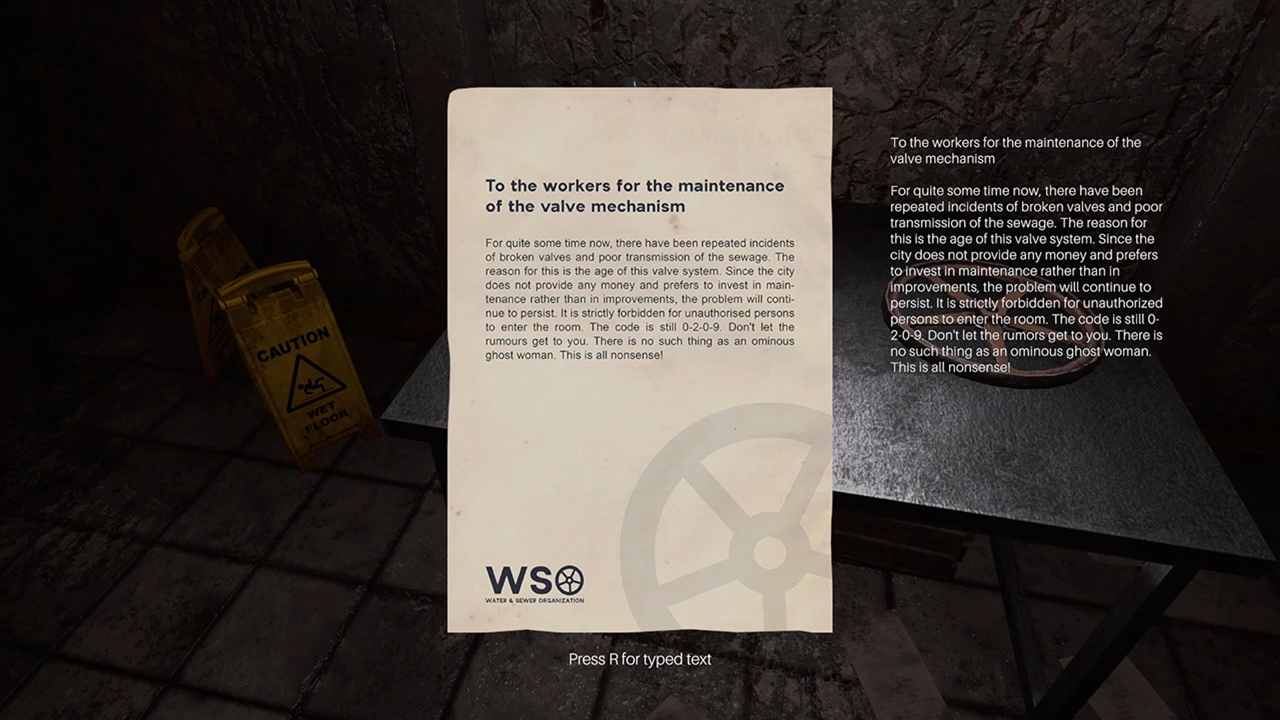 CAUTION
WET
FLOOR
To the workers for the maintenance
of the valve mechanism
For quite some time now, there have been repeated incidents
of broken valves and poor transmission of the sewage. The
reason for this is the age of this valve system. Since the city
does not provide any money and prefers to invest in main-
tenance rather than in improvements, the problem will conti-
nue to persist. It is strictly forbidden for unauthorised persons
to enter the room. The code is still 0-2-0-9. Don't let the
rumours get to you. There is no such thing as an ominous
ghost woman. This is all nonsense!
WSO
WATER & SEWER ORGANIZATION
To the workers for the maintenance of the
valve mechanism
For quite some time now, there have been
repeated incidents of broken valves and poor
transmission of the sewage. The reason for
this is the age of this valve system. Since the
city does not provide any money and prefers
to invest in maintenance rather than in
improvements, the problem will continue to
persist. It is strictly forbidden for unauthorized
persons to enter the room. The code is still 0-
2-0-9. Don't let the rumors get to you. There is
no such thing as an ominous ghost woman.
This is all nonsense!
Press R for typed text